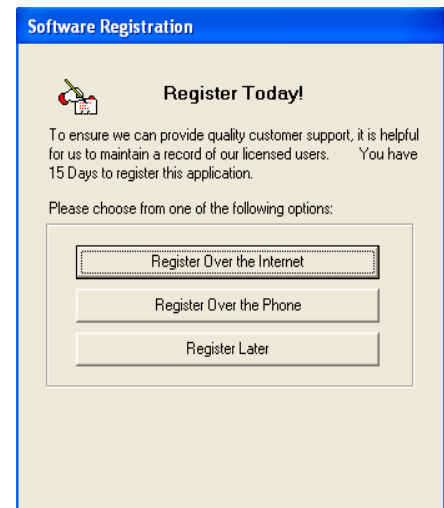 Software Registration
Register Today!
To ensure we can provide quality customer support, it is helpful
for us to maintain a record of our licensed users. You have
15 Days to register this application.
Please choose from one of the following options:
Register Over the Internet
Register Over the Phone
Register Later